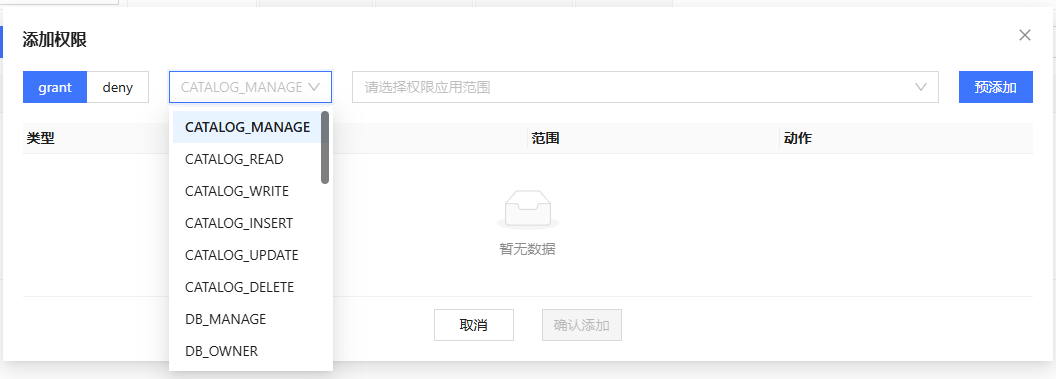 添加权限
grant deny CATALOG_MANAGE 请选择权限应用范围 预添加
类型 范围 动作
CATALOG_MANAGE
CATALOG_READ
CATALOG_WRITE
CATALOG_INSERT
CATALOG_UPDATE
CATALOG_DELETE
DB_MANAGE
DB_OWNER
暂无数据
取消 确认添加